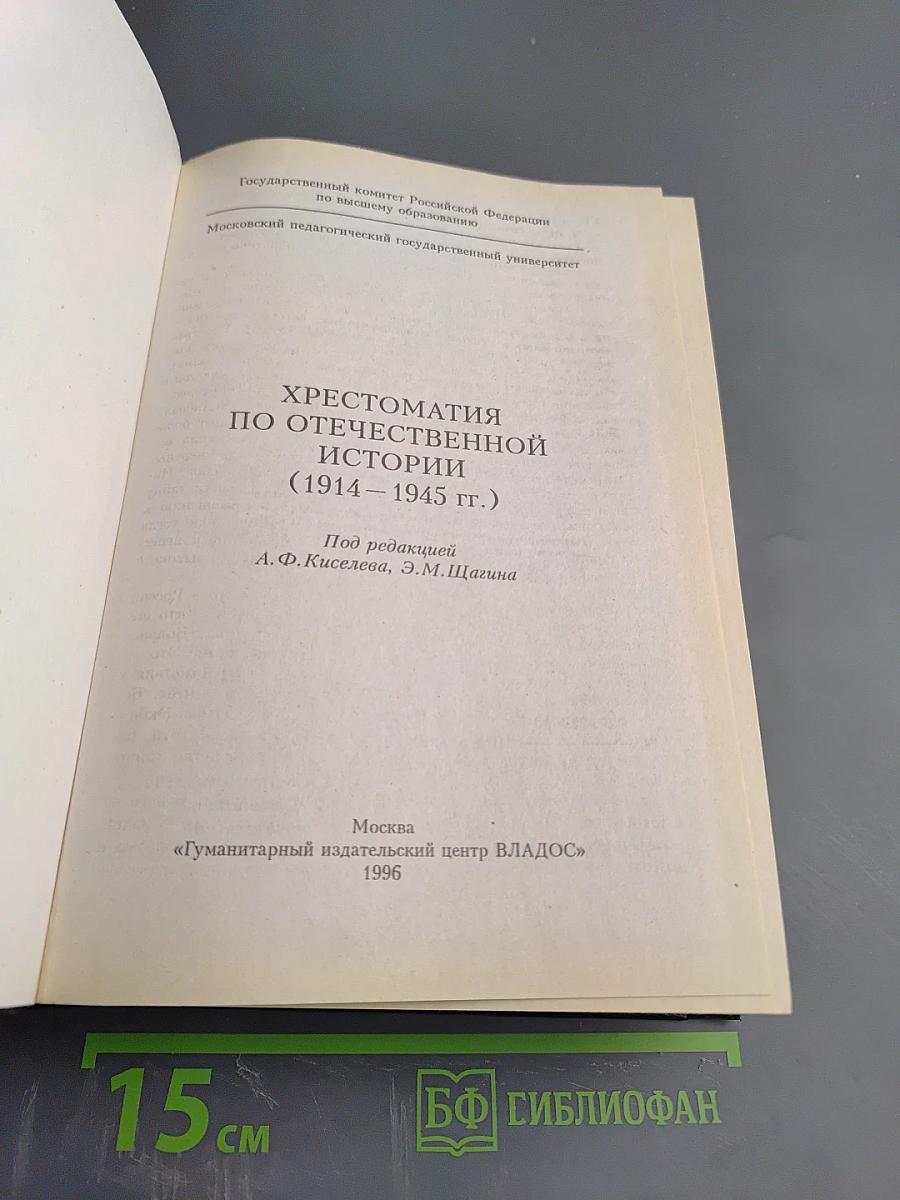 Государственный комитет Российской Федерации
по высшему образованию
Московский педагогический государственный университет
ХРЕСТОМАТИЯ
ПО ОТЕЧЕСТВЕННОЙ
ИСТОРИИ
(1914—1945 гг.)
Под редакцией
А.Ф.Киселева, Э.М.Щагина
Москва
«Гуманитарный издательский центр ВЛАДОС»
1996
15 см
БФ БИБЛИОФАН